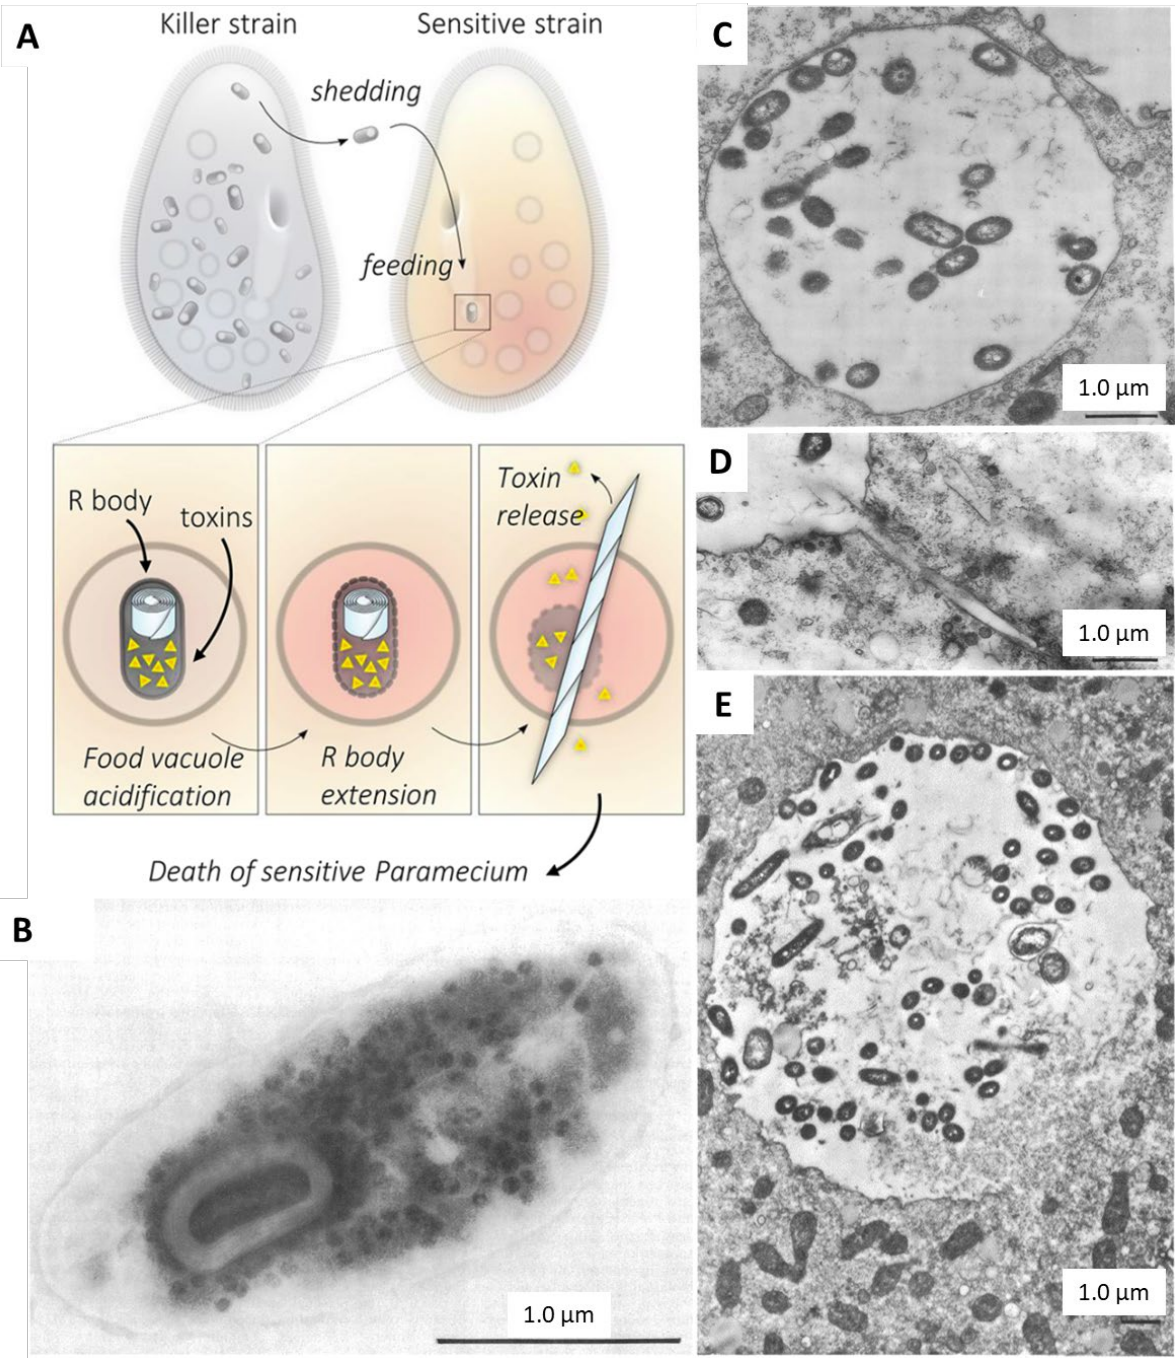 A
Killer strain
Sensitive strain
shedding
feeding
R body
toxins
Food vacuole
acidification
R body
extension
Toxin
release
Death of sensitive Paramecium
B
1.0 µm
C
1.0 µm
D
1.0 µm
E
1.0 µm